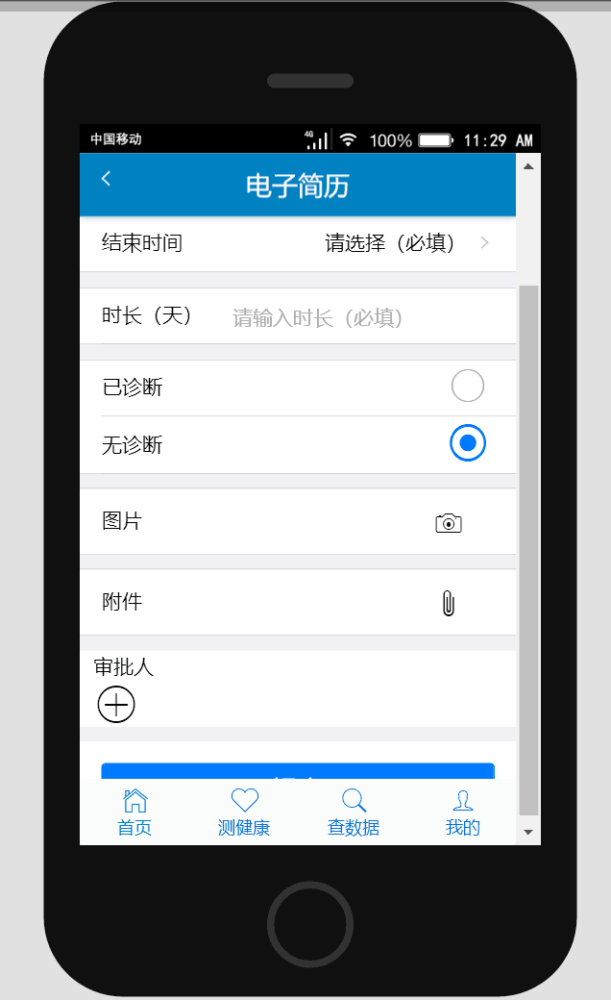 中国移动 4G 100% 11:29 AM
电子简历
结束时间 请选择（必填）
时长（天） 请输入时长（必填）
已诊断
无诊断
图片
附件
审批人
首页 测健康 查数据 我的